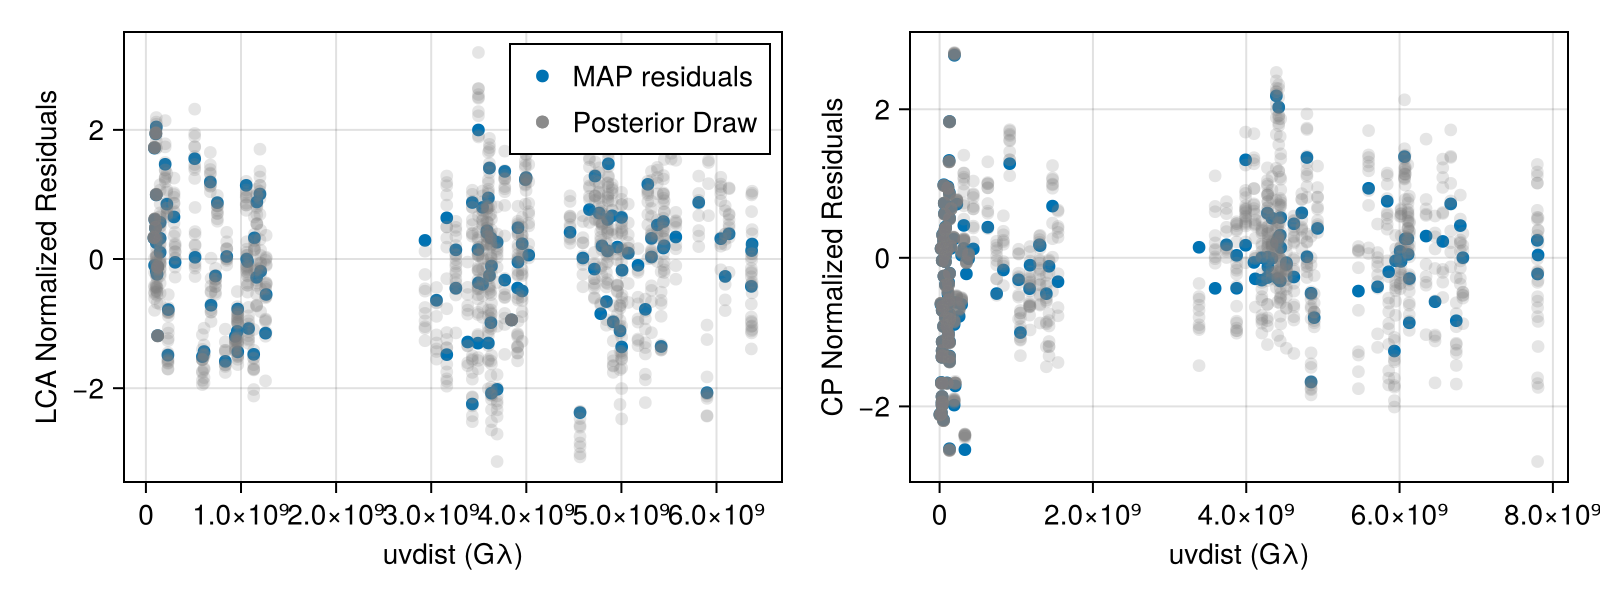 LCA Normalized Residuals
2
0
−2
MAP residuals
Posterior Draw
0 1.0×10⁹ 2.0×10⁹ 3.0×10⁹ 4.0×10⁹ 5.0×10⁹ 6.0×10⁹
uvdist (Gλ)
CP Normalized Residuals
2
0
−2
0 2.0×10⁹ 4.0×10⁹ 6.0×10⁹ 8.0×10⁹
uvdist (Gλ)